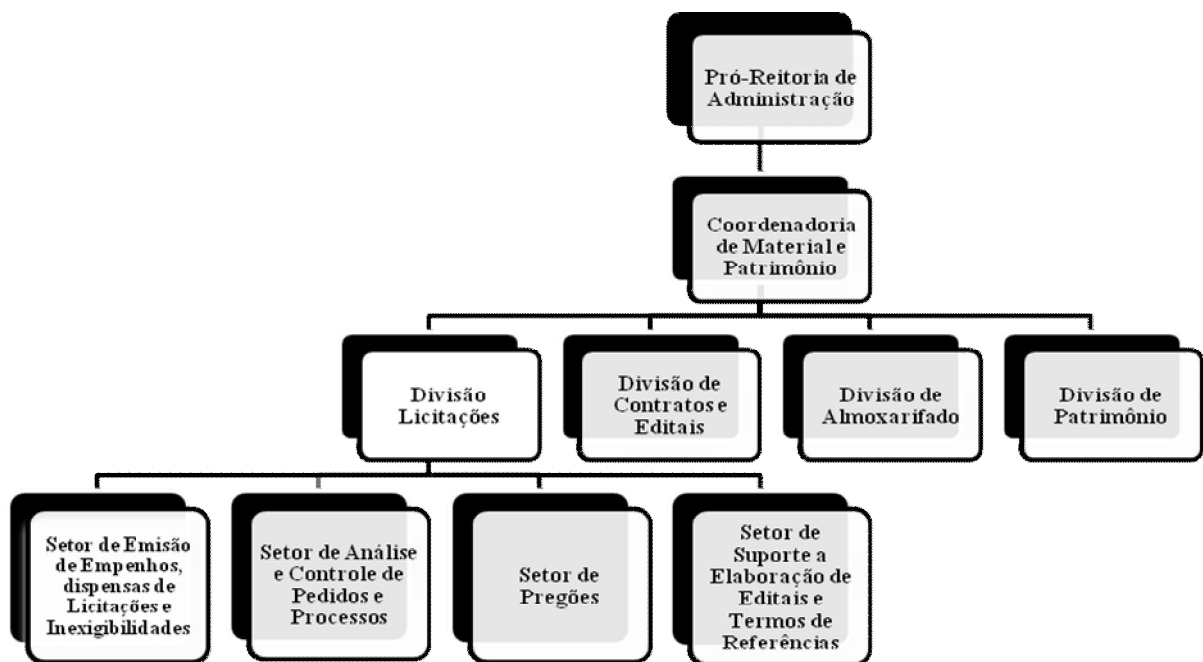 Pró-Reitoria de
Administração
Coordenadoria
de Material e
Patrimônio
Divisão
Licitações
Divisão de
Contratos e
Editais
Divisão de
Almoxarifado
Divisão de
Patrimônio
Setor de Emissão
de Empenhos,
dispensas de
Licitações e
Inexigibilidades
Setor de Análise
e Controle de
Pedidos e
Processos
Setor de
Pregões
Setor de
Suporte a
Elaboração de
Editais e
Termos de
Referências